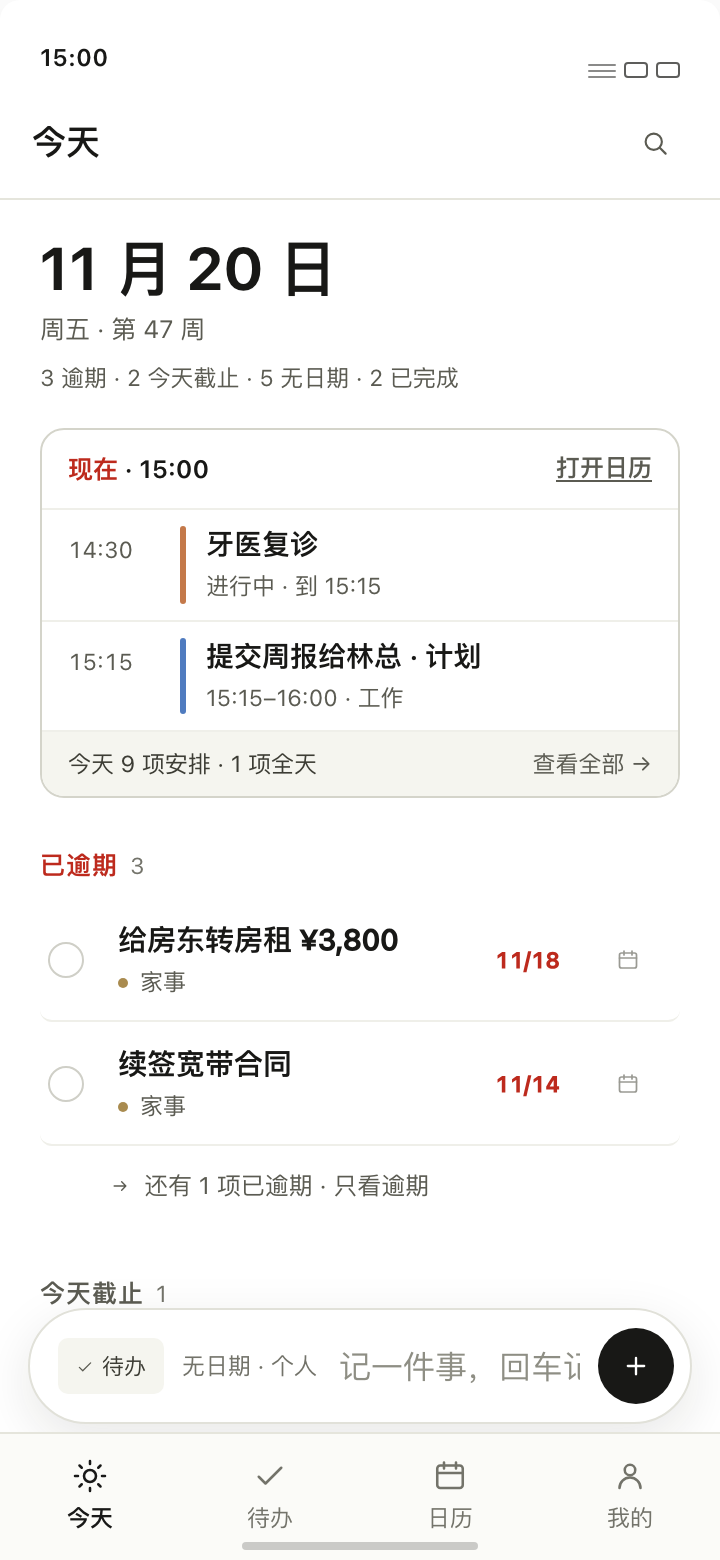 15:00
今天
11 月 20 日
周五 · 第 47 周
3 逾期 · 2 今天截止 · 5 无日期 · 2 已完成
现在 · 15:00
打开日历
14:30
牙医复诊
进行中 · 到 15:15
15:15
提交周报给林总 · 计划
15:15–16:00 · 工作
今天 9 项安排 · 1 项全天
查看全部 →
已逾期 3
给房东转房租 ¥3,800
家事
11/18
续签宽带合同
家事
11/14
→ 还有 1 项已逾期 · 只看逾期
今天截止 1
待办
无日期 · 个人
记一件事，回车
今天
待办
日历
我的